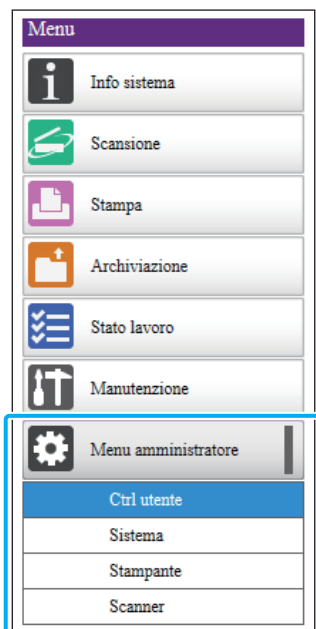 Menu
Info sistema
Scansione
Stampa
Archiviazione
Stato lavoro
Manutenzione
Menu amministratore
Ctrl utente
Sistema
Stampante
Scanner